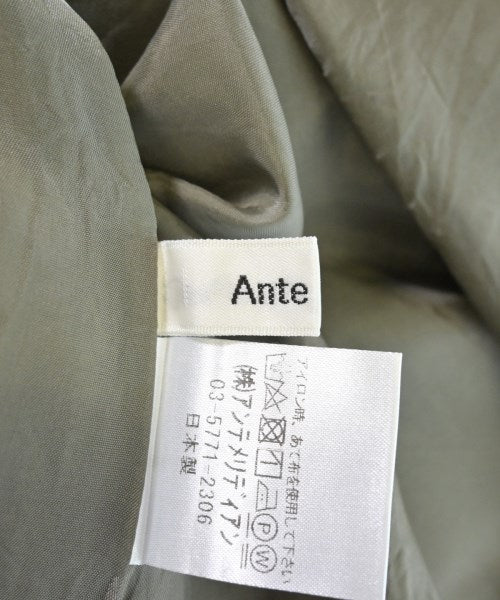 Ante
アイロン時、あて布を使用して下さい
P W
(株)アンテメリディアン
03-5771-2306
日本製